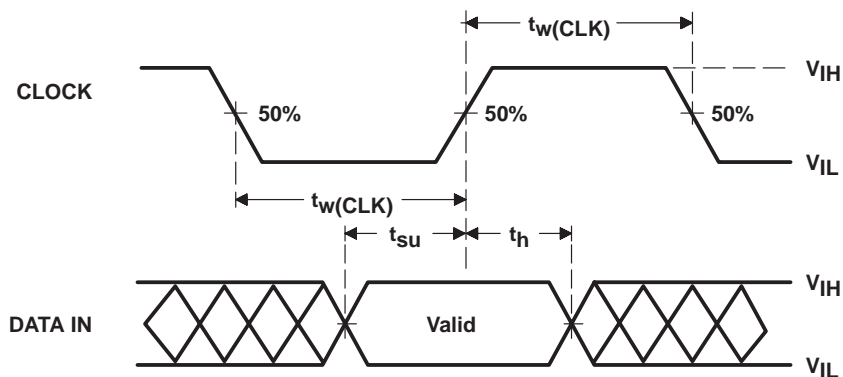 tw(CLK)
VIH
CLOCK
50%
50%
50%
VIL
tw(CLK)
tsu
th
VIH
DATA IN
Valid
VIL